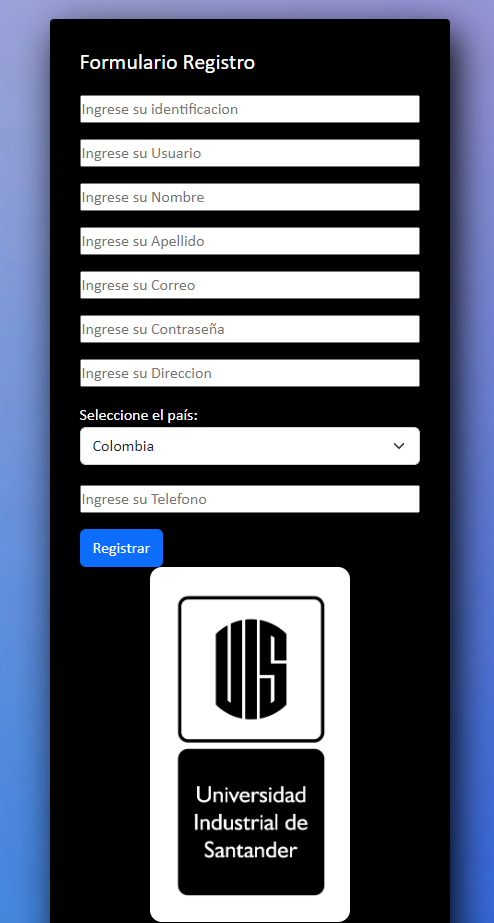 Formulario Registro
Ingrese su identificacion
Ingrese su Usuario
Ingrese su Nombre
Ingrese su Apellido
Ingrese su Correo
Ingrese su Contraseña
Ingrese su Direccion
Seleccione el país:
Colombia
Ingrese su Telefono
Registrar
UIS
Universidad
Industrial de
Santander